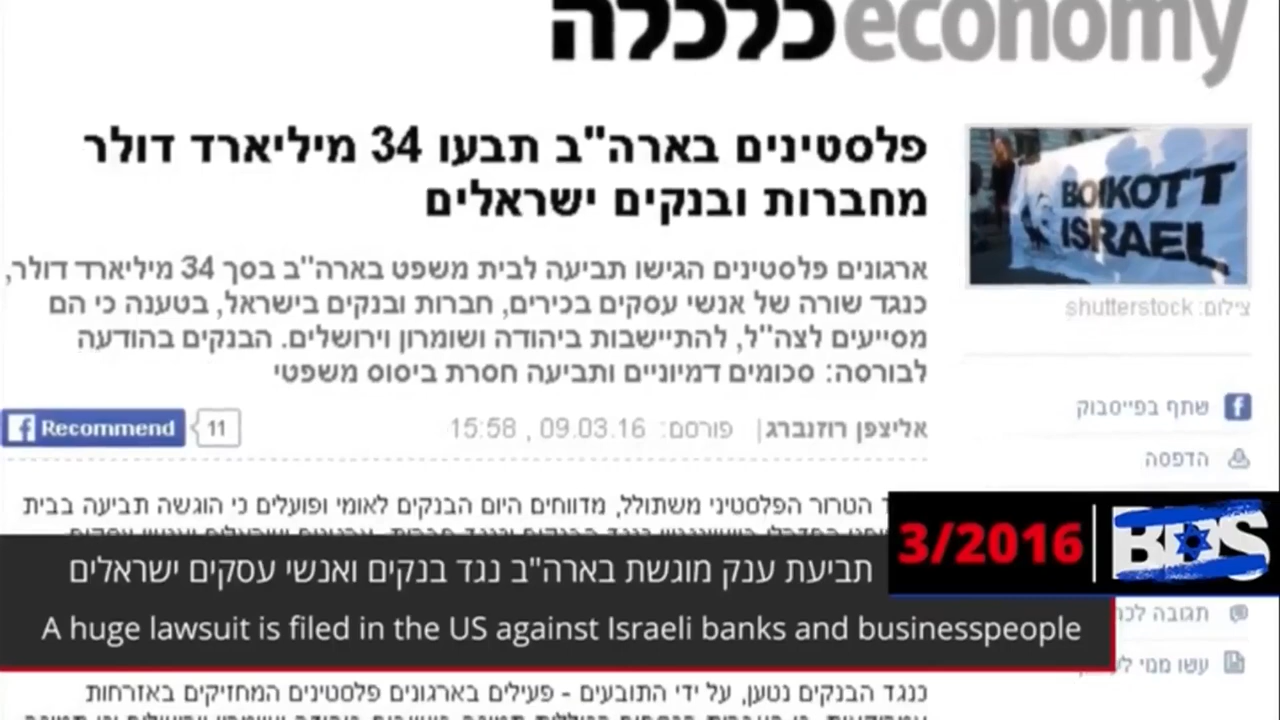 כלכלה economy
פלסטינים בארה"ב תבעו 34 מיליארד דולר
מחברות ובנקים ישראלים
ארגונים פלסטינים הגישו תביעה לבית משפט בארה"ב בסך 34 מיליארד דולר,
כנגד שורה של אנשי עסקים בכירים, חברות ובנקים בישראל, בטענה כי הם
מסייעים לצה"ל, להתיישבות ביהודה ושומרון וירושלים. הבנקים בהודעה
לבורסה: סכומים דמיוניים ותביעה חסרת ביסוס משפטי
אליצפן רוזנברג| פורסם: 09.03.16 , 15:58
Recommend 11
BOIKOTT
ISRAEL
צילום: shutterstock
שתף בפייסבוק
הדפסה
הטרור הפלסטיני משתולל, מדווחים היום הבנקים לאומי ופועלים כי הוגשה תביעה בבית
3/2016 BDS
תביעת ענק מוגשת בארה"ב נגד בנקים ואנשי עסקים ישראלים
A huge lawsuit is filed in the US against Israeli banks and businesspeople
תגובה
עשו מנוי
כנגד הבנקים נטען, על ידי התובעים - פעילים בארגונים פלסטינים המחזיקים באזרחות